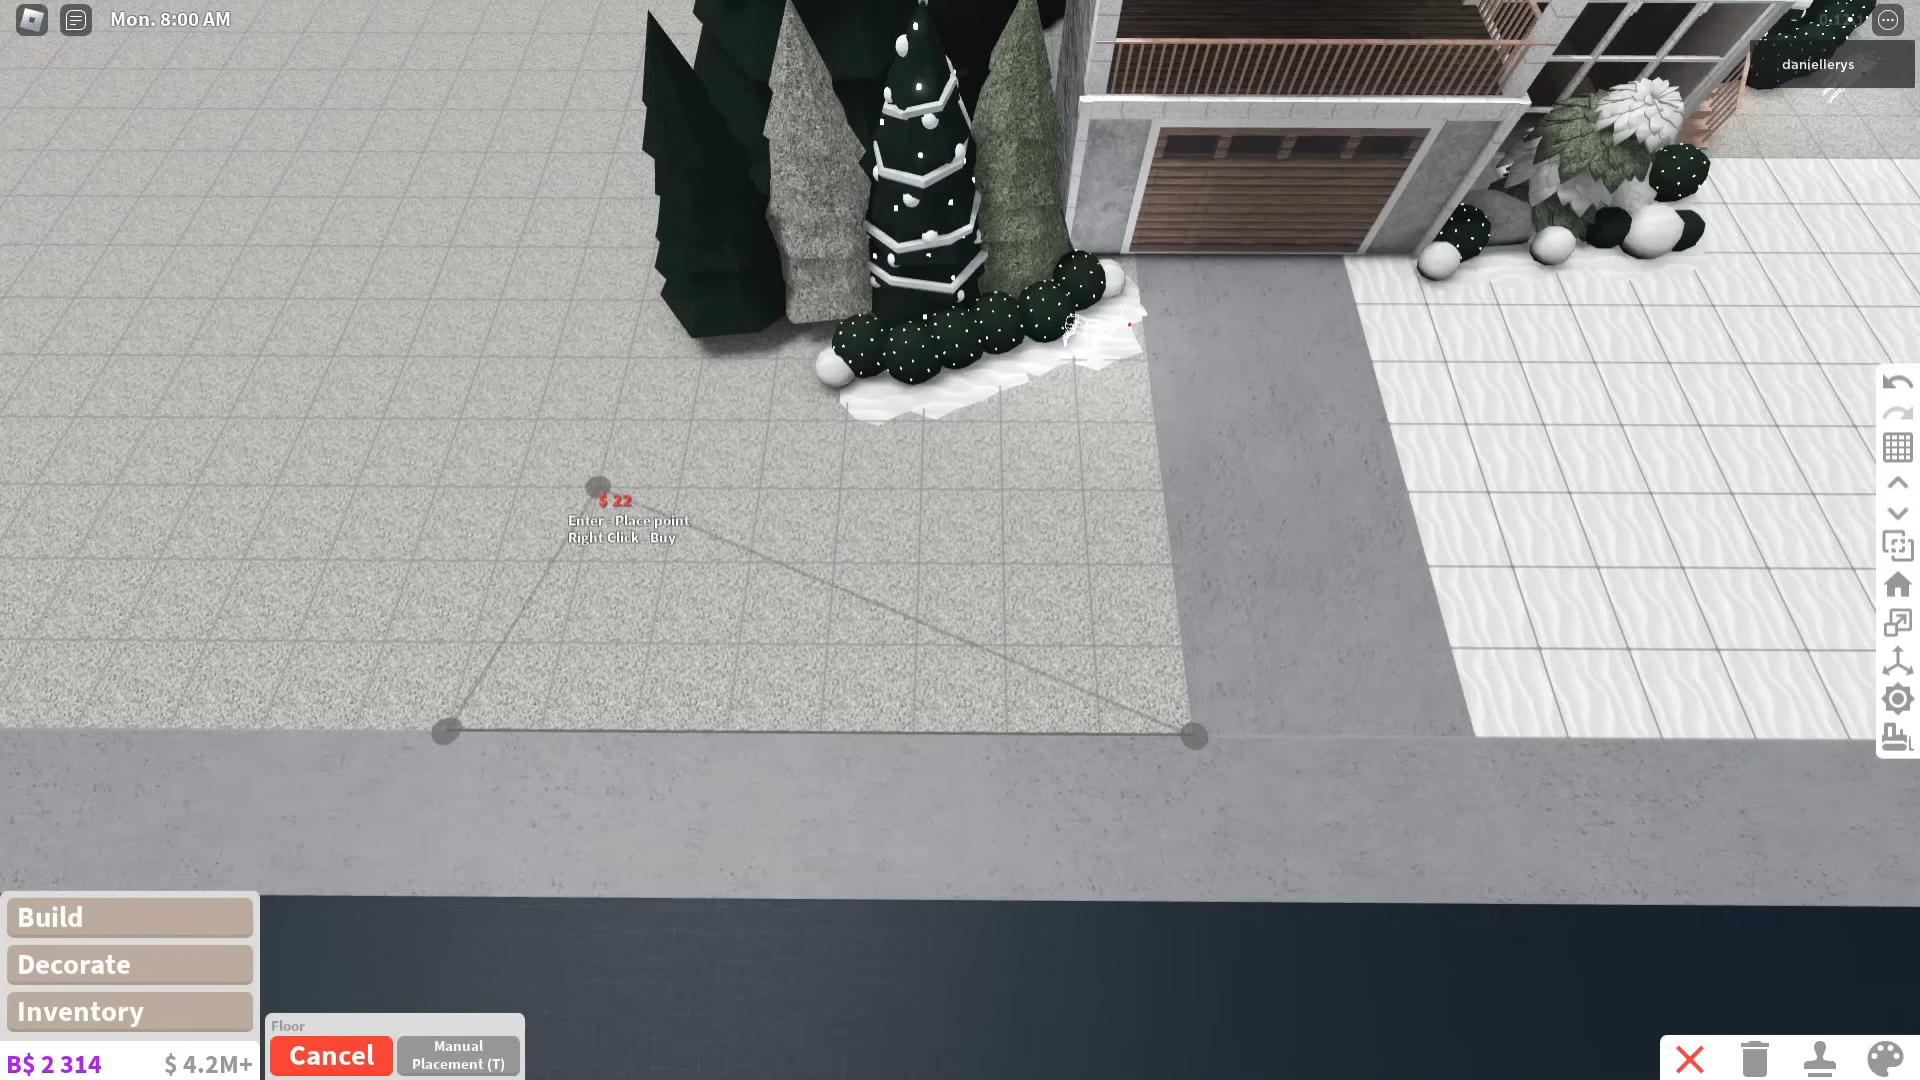 Mon. 8:00 AM
daniellerys
$ 22
Enter - Place point
Right Click - Buy
Build
Decorate
Inventory
B$ 2 314
$ 4.2M+
Floor
Cancel
Manual
Placement (T)